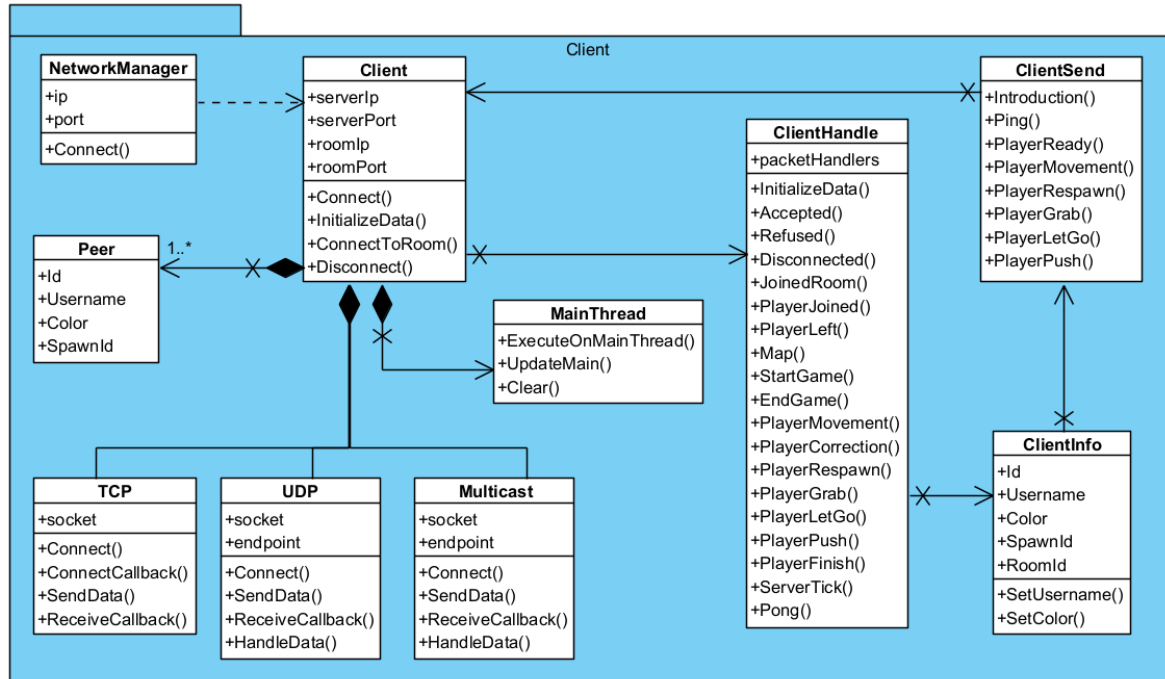 Client
NetworkManager
+ip
+port
+Connect()
Client
+serverIp
+serverPort
+roomIp
+roomPort
+Connect()
+InitializeData()
+ConnectToRoom()
+Disconnect()
ClientSend
+Introduction()
+Ping()
+PlayerReady()
+PlayerMovement()
+PlayerRespawn()
+PlayerGrab()
+PlayerLetGo()
+PlayerPush()
ClientHandle
+packetHandlers
+InitializeData()
+Accepted()
+Refused()
+Disconnected()
+JoinedRoom()
+PlayerJoined()
+PlayerLeft()
+Map()
+StartGame()
+EndGame()
+PlayerMovement()
+PlayerCorrection()
+PlayerRespawn()
+PlayerGrab()
+PlayerLetGo()
+PlayerPush()
+PlayerFinish()
+ServerTick()
+Pong()
Peer
+Id
+Username
+Color
+SpawnId
1..*
MainThread
+ExecuteOnMainThread()
+UpdateMain()
+Clear()
ClientInfo
+Id
+Username
+Color
+SpawnId
+RoomId
+SetUsername()
+SetColor()
TCP
+socket
+Connect()
+ConnectCallback()
+SendData()
+ReceiveCallback()
UDP
+socket
+endpoint
+Connect()
+SendData()
+ReceiveCallback()
+HandleData()
Multicast
+socket
+endpoint
+Connect()
+SendData()
+ReceiveCallback()
+HandleData()